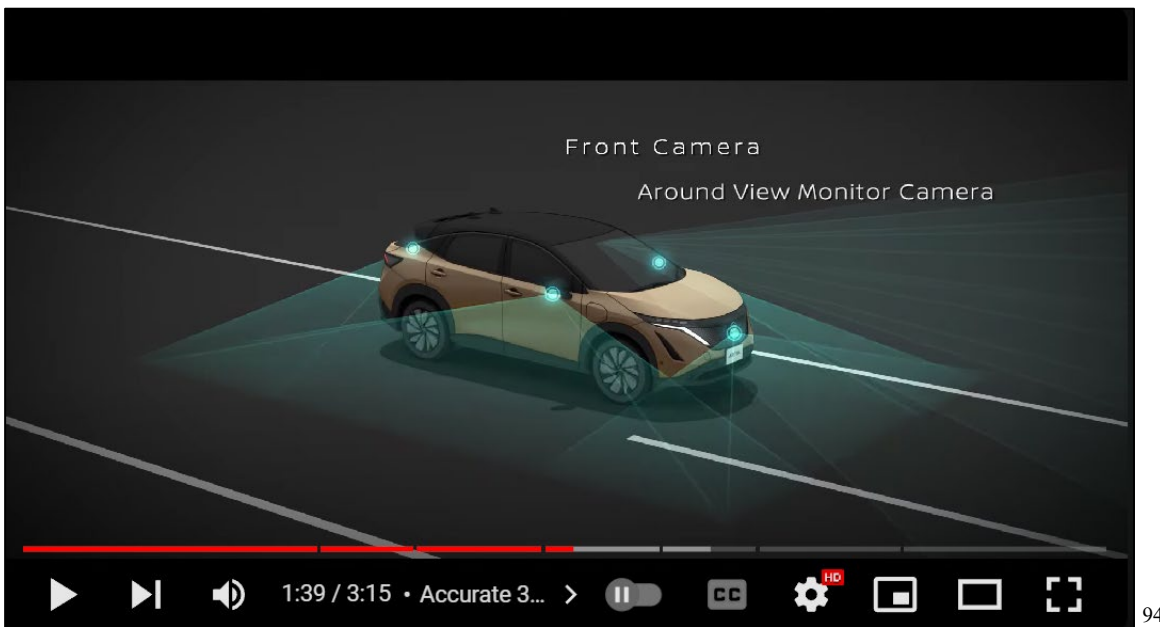 Front Camera
Around View Monitor Camera
1:39 / 3:15 • Accurate 3...
CC
HD
94